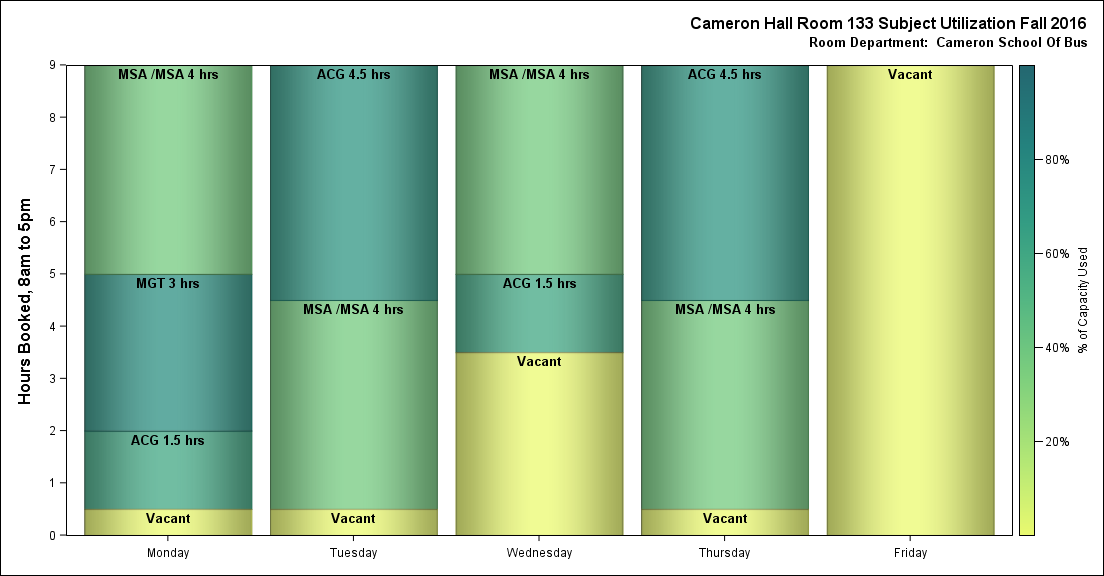 Cameron Hall Room 133 Subject Utilization Fall 2016
Room Department:  Cameron School Of Bus
Hours Booked, 8am to 5pm
9
8
7
6
5
4
3
2
1
0
MSA /MSA 4 hrs
MGT 3 hrs
ACG 1.5 hrs
Vacant
ACG 4.5 hrs
MSA /MSA 4 hrs
Vacant
MSA /MSA 4 hrs
ACG 1.5 hrs
Vacant
ACG 4.5 hrs
MSA /MSA 4 hrs
Vacant
Vacant
Monday
Tuesday
Wednesday
Thursday
Friday
80%
60%
40%
20%
% of Capacity Used